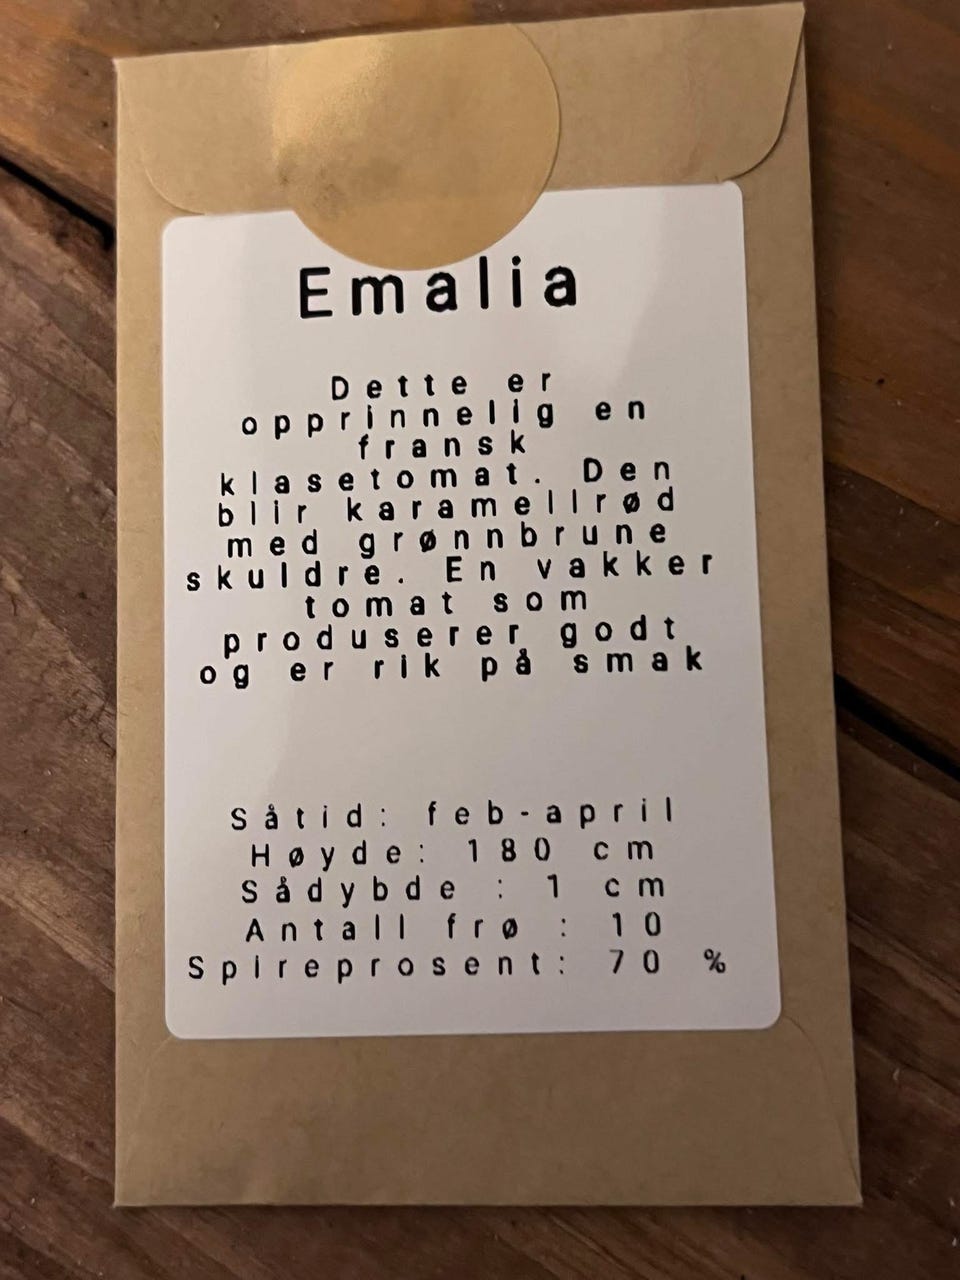 Emalia
Dette er
opprinnelig en
fransk
klasetomat. Den
blir karamellrød
med grønnbrune
skuldre. En vakker
tomat som
produserer godt
og er rik på smak
Såtid: feb-april
Høyde: 180 cm
Sådybde : 1 cm
Antall frø : 10
Spireprosent: 70 %